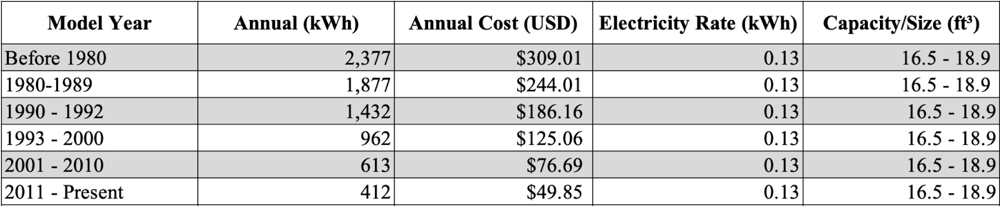 Model Year Annual (kWh) Annual Cost (USD) Electricity Rate (kWh) Capacity/Size (ft³)
Before 1980 2,377 $309.01 0.13 16.5 - 18.9
1980-1989 1,877 $244.01 0.13 16.5 - 18.9
1990 - 1992 1,432 $186.16 0.13 16.5 - 18.9
1993 - 2000 962 $125.06 0.13 16.5 - 18.9
2001 - 2010 613 $76.69 0.13 16.5 - 18.9
2011 - Present 412 $49.85 0.13 16.5 - 18.9